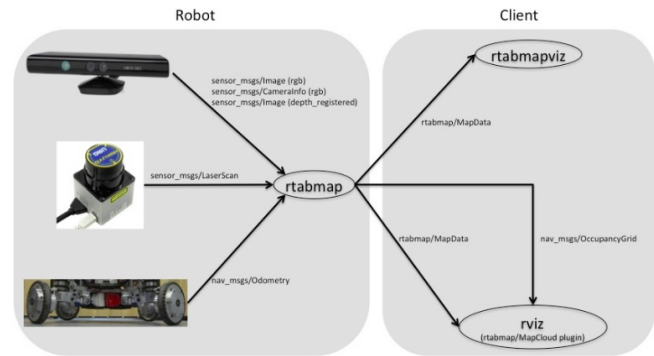 Robot
Client
sensor_msgs/Image (rgb)
sensor_msgs/CameraInfo (rgb)
sensor_msgs/Image (depth_registered)
rtabmapviz
rtabmap/MapData
sensor_msgs/LaserScan
rtabmap
rtabmap/MapData
nav_msgs/OccupancyGrid
nav_msgs/Odometry
rviz
(rtabmap/MapCloud plugin)